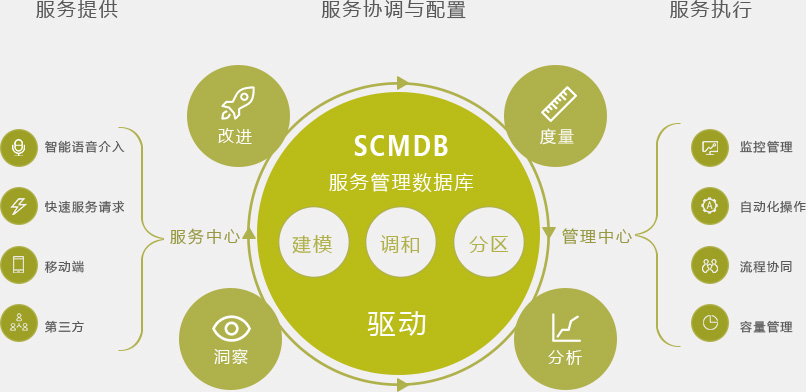 服务提供
服务协调与配置
服务执行
智能语音介入
快速服务请求
移动端
第三方
服务中心
改进
度量
洞察
分析
SCMDB
服务管理数据库
建模
调和
分区
驱动
管理中心
监控管理
A
自动化操作
流程协同
容量管理